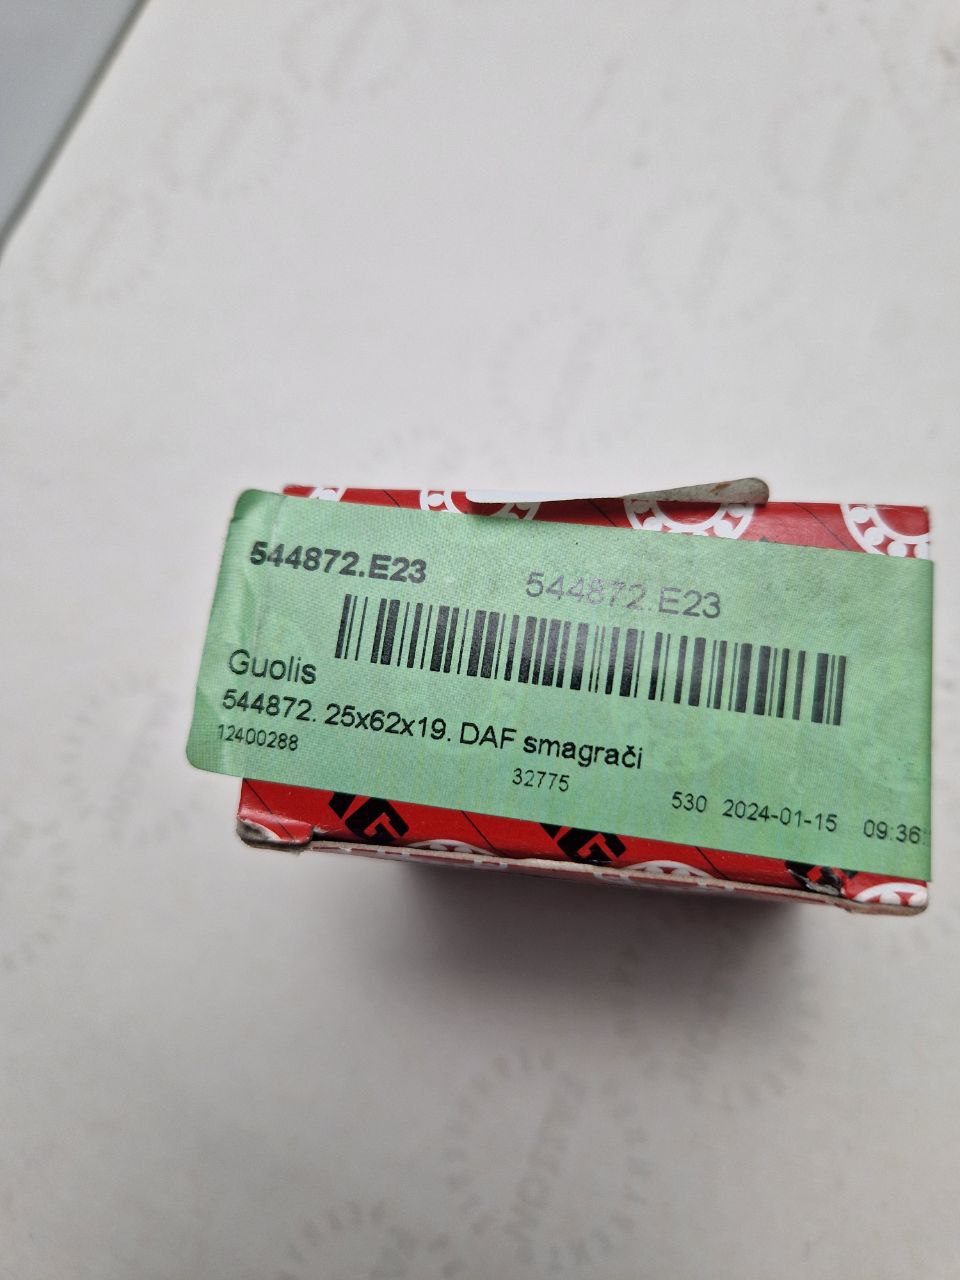 544872.E23
544872.E23
Guolis
544872. 25x62x19. DAF smagrači
12400288
32775
530 2024-01-15 09:36: